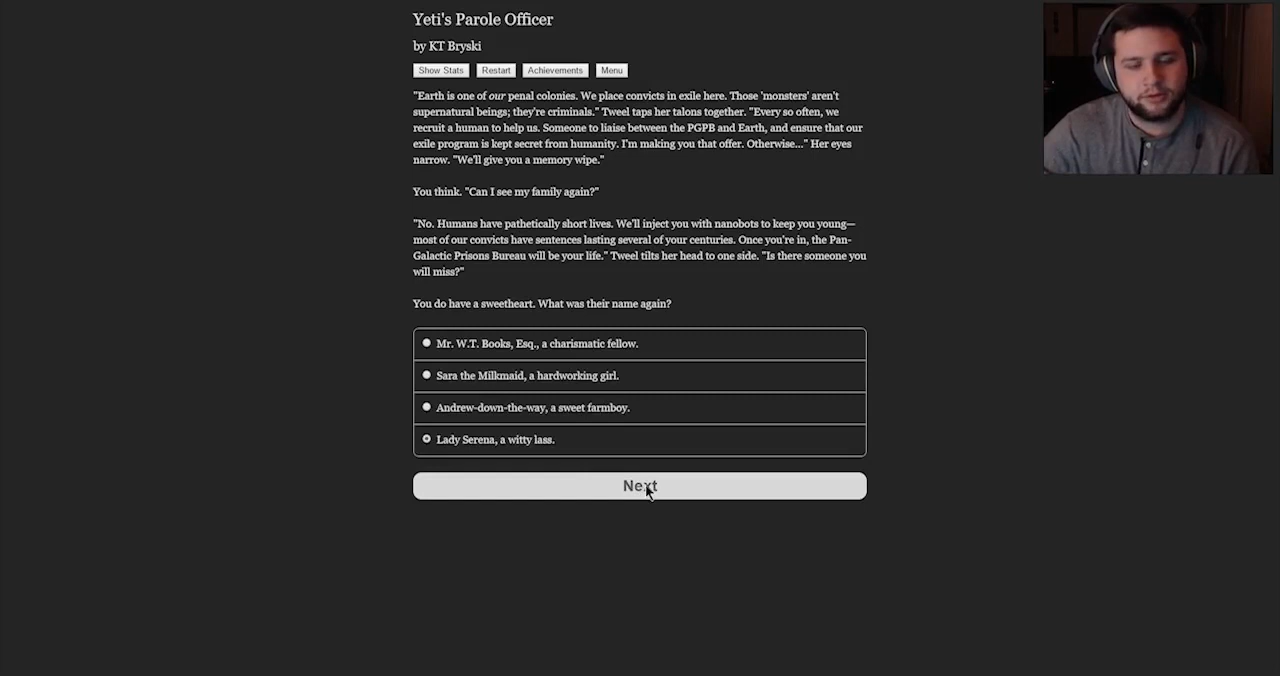 Yeti's Parole Officer
by KT Bryski
Show Stats Restart Achievements Menu
"Earth is one of our penal colonies. We place convicts in exile here. Those 'monsters' aren't
supernatural beings; they're criminals." Tweel taps her talons together. "Every so often, we
recruit a human to help us. Someone to liaise between the PGPB and Earth, and ensure that our
exile program is kept secret from humanity. I'm making you that offer. Otherwise..." Her eyes
narrow. "We'll give you a memory wipe."
You think. "Can I see my family again?"
"No. Humans have pathetically short lives. We'll inject you with nanobots to keep you young—
most of our convicts have sentences lasting several of your centuries. Once you're in, the Pan-
Galactic Prisons Bureau will be your life." Tweel tilts her head to one side. "Is there someone you
will miss?"
You do have a sweetheart. What was their name again?
Mr. W.T. Books, Esq., a charismatic fellow.
Sara the Milkmaid, a hardworking girl.
Andrew-down-the-way, a sweet farmboy.
Lady Serena, a witty lass.
Next